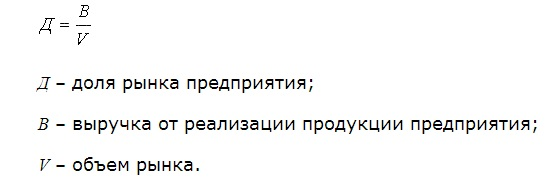 Д = B/V
Д – доля рынка предприятия;
В – выручка от реализации продукции предприятия;
V – объем рынка.